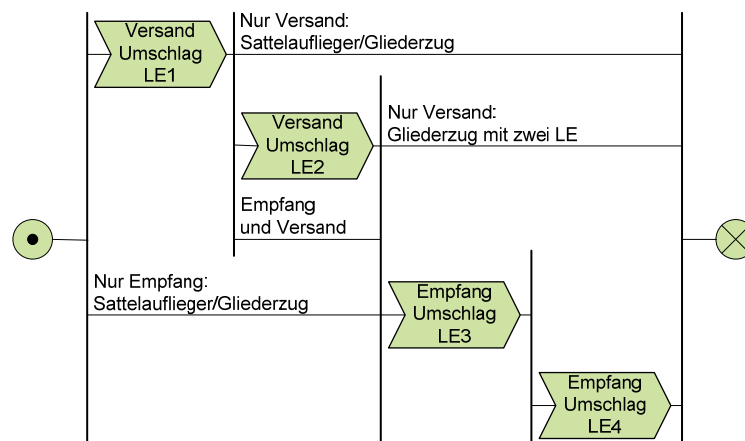 Versand
Umschlag
LE1
Nur Versand:
Sattelauflieger/Gliederzug
Versand
Umschlag
LE2
Nur Versand:
Gliederzug mit zwei LE
Empfang
und Versand
Nur Empfang:
Sattelauflieger/Gliederzug
Empfang
Umschlag
LE3
Empfang
Umschlag
LE4